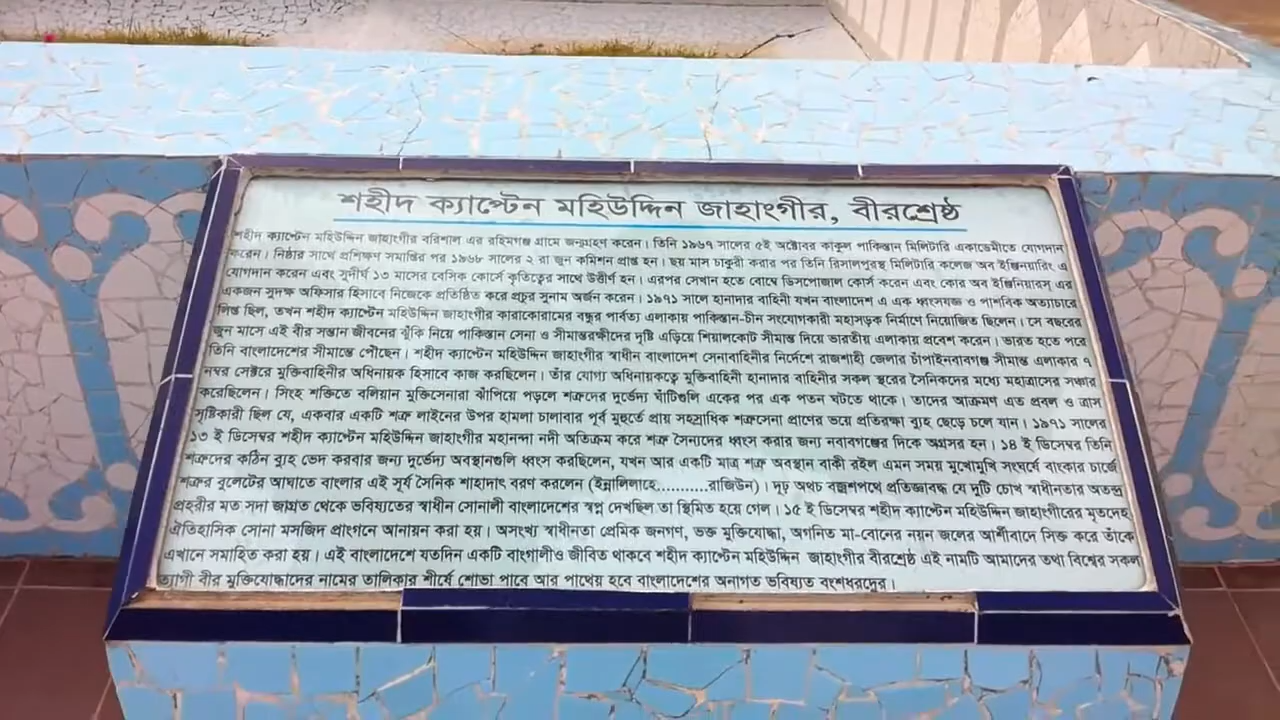 শহীদ ক্যাপ্টেন মহিউদ্দিন জাহাংগীর, বীরশ্রেষ্ঠ
শহীদ ক্যাপ্টেন মহিউদ্দিন জাহাংগীর বরিশাল এর রহিমগঞ্জ গ্রামে জন্মগ্রহণ করেন। তিনি ১৯৬৭ সালের ৫ই অক্টোবর কাকুল পাকিস্তান মিলিটারি একাডেমীতে যোগদান
করেন। নিষ্ঠার সাথে প্রশিক্ষণ সমাপ্তির পর ১৯৬৮ সালের ২ রা জুন কমিশন প্রাপ্ত হন। ছয় মাস চাকুরী করার পর তিনি রিসালপুরস্থ মিলিটারি কলেজ অব ইঞ্জিনিয়ারিং এ
যোগদান করেন এবং সুদীর্ঘ ১৩ মাসের বেসিক কোর্সে কৃতিত্বের সাথে উত্তীর্ণ হন। এরপর সেখান হতে বোম্বে ডিসপোজাল কোর্স করেন এবং কোর অব ইঞ্জিনিয়ারস্ এর
একজন সুদক্ষ অফিসার হিসাবে নিজেকে প্রতিষ্ঠিত করে প্রচুর সুনাম অর্জন করেন। ১৯৭১ সালে হানাদার বাহিনী যখন বাংলাদেশ এ এক ধ্বংসযজ্ঞ ও পাশবিক অত্যাচারে
লিপ্ত ছিল, তখন শহীদ ক্যাপ্টেন মহিউদ্দিন জাহাংগীর কারাকোরামের বন্ধুর পার্বত্য এলাকায় পাকিস্তান-চীন সংযোগকারী মহাসড়ক নির্মাণে নিয়োজিত ছিলেন। সে বছরের
জুন মাসে এই বীর সন্তান জীবনের ঝুঁকি নিয়ে পাকিস্তান সেনা ও সীমান্তরক্ষীদের দৃষ্টি এড়িয়ে শিয়ালকোট সীমান্ত দিয়ে ভারতীয় এলাকায় প্রবেশ করেন। ভারত হতে পরে
তিনি বাংলাদেশের সীমান্তে পৌছেন। শহীদ ক্যাপ্টেন মহিউদ্দিন জাহাংগীর স্বাধীন বাংলাদেশ সেনাবাহিনীর নির্দেশে রাজশাহী জেলার চাঁপাইনবাবগঞ্জ সীমান্ত এলাকার ৭
নম্বর সেক্টরে মুক্তিবাহিনীর অধিনায়ক হিসাবে কাজ করছিলেন। তাঁর যোগ্য অধিনায়কত্বে মুক্তিবাহিনী হানাদার বাহিনীর সকল স্থরের সৈনিকদের মধ্যে মহাত্রাসের সঞ্চার
করেছিলেন। সিংহ শক্তিতে বলিয়ান মুক্তিসেনারা ঝাঁপিয়ে পড়লে শত্রুদের দুর্ভেদ্য ঘাঁটিগুলি একের পর এক পতন ঘটতে থাকে। তাদের আক্রমণ এত প্রবল ও ত্রাস
সৃষ্টিকারী ছিল যে, একবার একটি শত্রু লাইনের উপর হামলা চালাবার পূর্ব মুহুর্তে প্রায় সহস্রাধিক শত্রুসেনা প্রাণের ভয়ে প্রতিরক্ষা ব্যুহ ছেড়ে চলে যান। ১৯৭১ সালের
১৩ ই ডিসেম্বর শহীদ ক্যাপ্টেন মহিউদ্দিন জাহাংগীর মহানন্দা নদী অতিক্রম করে শত্রু সৈন্যদের ধ্বংস করার জন্য নবাবগঞ্জের দিকে অগ্রসর হন। ১৪ ই ডিসেম্বর তিনি
শত্রুদের কঠিন ব্যুহ ভেদ করবার জন্য দুর্ভেদ্য অবস্থানগুলি ধ্বংস করছিলেন, যখন আর একটি মাত্র শত্রু অবস্থান বাকী রইল এমন সময় মুখোমুখি সংঘর্ষে বাংকার চার্জে
শত্রুর বুলেটের আঘাতে বাংলার এই সূর্য সৈনিক শাহাদাৎ বরণ করলেন (ইন্নালিলাহে..........রাজিউন)। দৃঢ় অথচ বজ্রশপথে প্রতিজ্ঞাবদ্ধ যে দুটি চোখ স্বাধীনতার অতন্দ্র
প্রহরীর মত সদা জাগ্রত থেকে ভবিষ্যতের স্বাধীন সোনালী বাংলাদেশের স্বপ্ন দেখছিল তা স্থিমিত হয়ে গেল। ১৫ ই ডিসেম্বর শহীদ ক্যাপ্টেন মহিউদ্দিন জাহাংগীরের মৃতদেহ
ঐতিহাসিক সোনা মসজিদ প্রাংগনে আনায়ন করা হয়। অসংখ্য স্বাধীনতা প্রেমিক জনগণ, ভক্ত মুক্তিযোদ্ধা, অগনিত মা-বোনের নয়ন জলের আর্শীবাদে সিক্ত করে তাঁকে
এখানে সমাহিত করা হয়। এই বাংলাদেশে যতদিন একটি বাংগালীও জীবিত থাকবে শহীদ ক্যাপ্টেন মহিউদ্দিন জাহাংগীর বীরশ্রেষ্ঠ এই নামটি আমাদের তথা বিশ্বের সকল
ত্যাগী বীর মুক্তিযোদ্ধাদের নামের তালিকার শীর্ষে শোভা পাবে আর পাথেয় হবে বাংলাদেশের অনাগত ভবিষ্যত বংশধরদের।